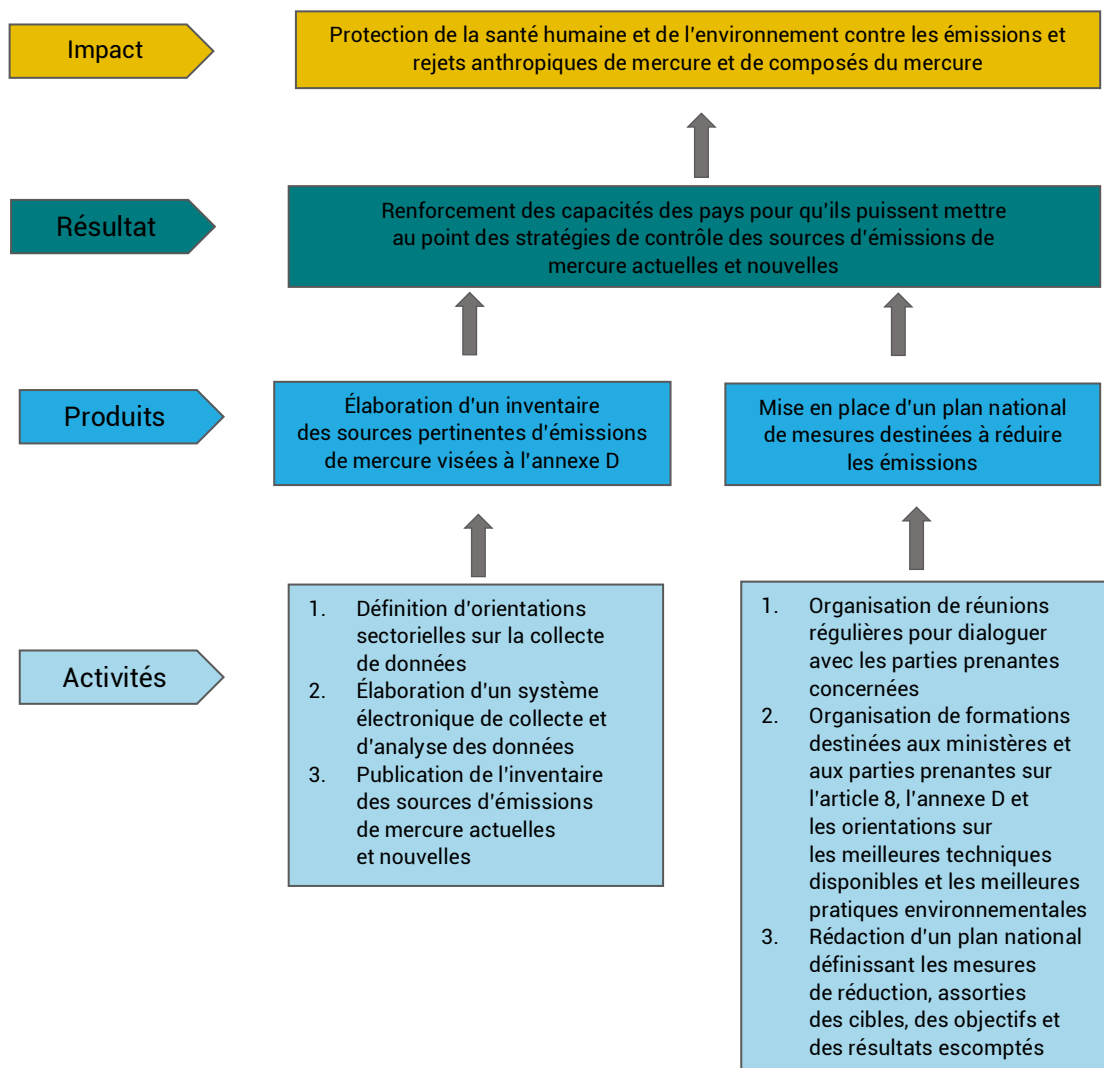 Impact
Protection de la santé humaine et de l'environnement contre les émissions et
rejets anthropiques de mercure et de composés du mercure
Résultat
Renforcement des capacités des pays pour qu'ils puissent mettre
au point des stratégies de contrôle des sources d'émissions de
mercure actuelles et nouvelles
Produits
Élaboration d'un inventaire
des sources pertinentes d'émissions
de mercure visées à l'annexe D
Mise en place d'un plan national
de mesures destinées à réduire
les émissions
Activités
1. Définition d'orientations
sectorielles sur la collecte
de données
2. Élaboration d'un système
électronique de collecte et
d'analyse des données
3. Publication de l'inventaire
des sources d'émissions
de mercure actuelles
et nouvelles
1. Organisation de réunions
régulières pour dialoguer
avec les parties prenantes
concernées
2. Organisation de formations
destinées aux ministères et
aux parties prenantes sur
l'article 8, l'annexe D et
les orientations sur
les meilleures techniques
disponibles et les meilleures
pratiques environnementales
3. Rédaction d'un plan national
définissant les mesures
de réduction, assorties
des cibles, des objectifs et
des résultats escomptés